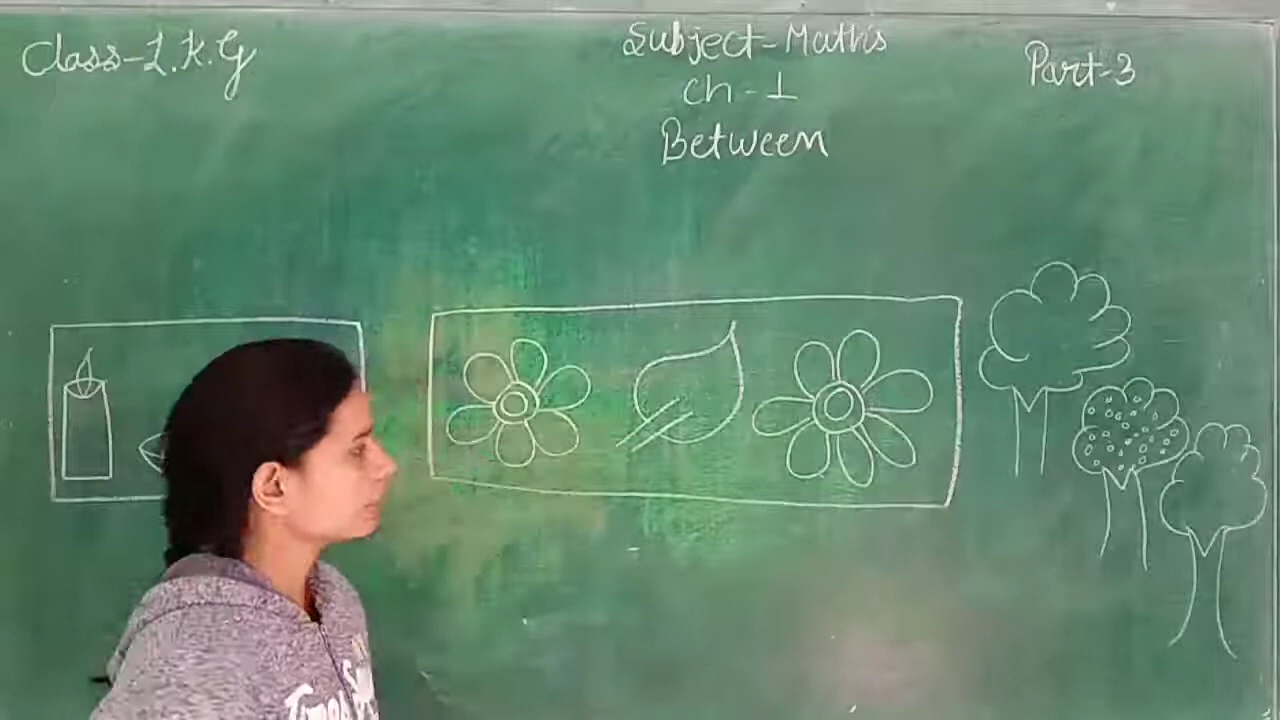 Class-L.K.G
Subject-Maths
Part-3
Ch-1
Between